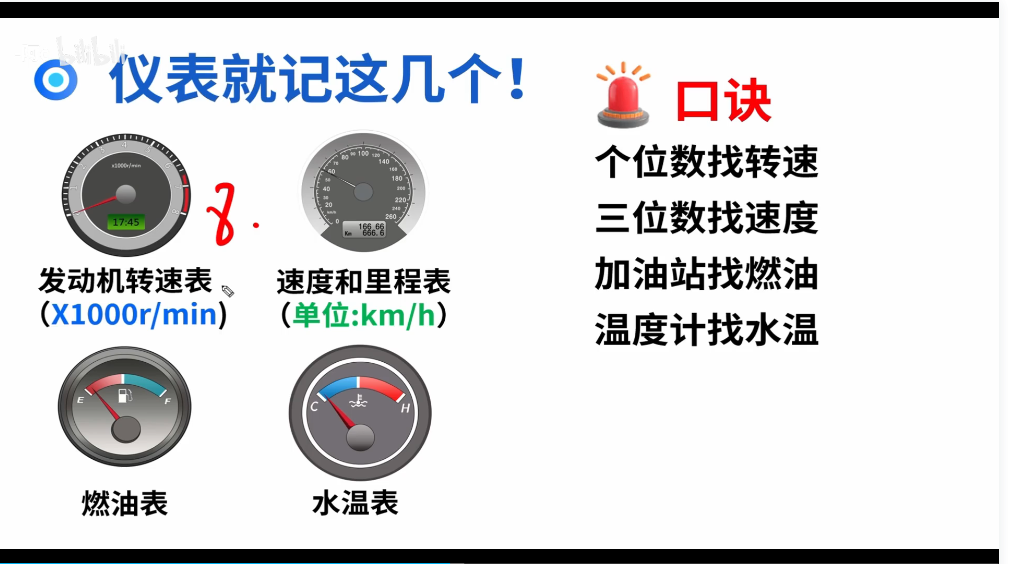 bilibili
仪表就记这几个!
口诀
个位数找转速
三位数找速度
加油站找燃油
温度计找水温
x1000r/min
17:45
8.
发动机转速表
(X1000r/min)
0
20
40
60
80
100
120
140
180
220
260
km/h
166.66
Km 666.6
速度和里程表
(单位:km/h)
E
F
燃油表
C
H
水温表